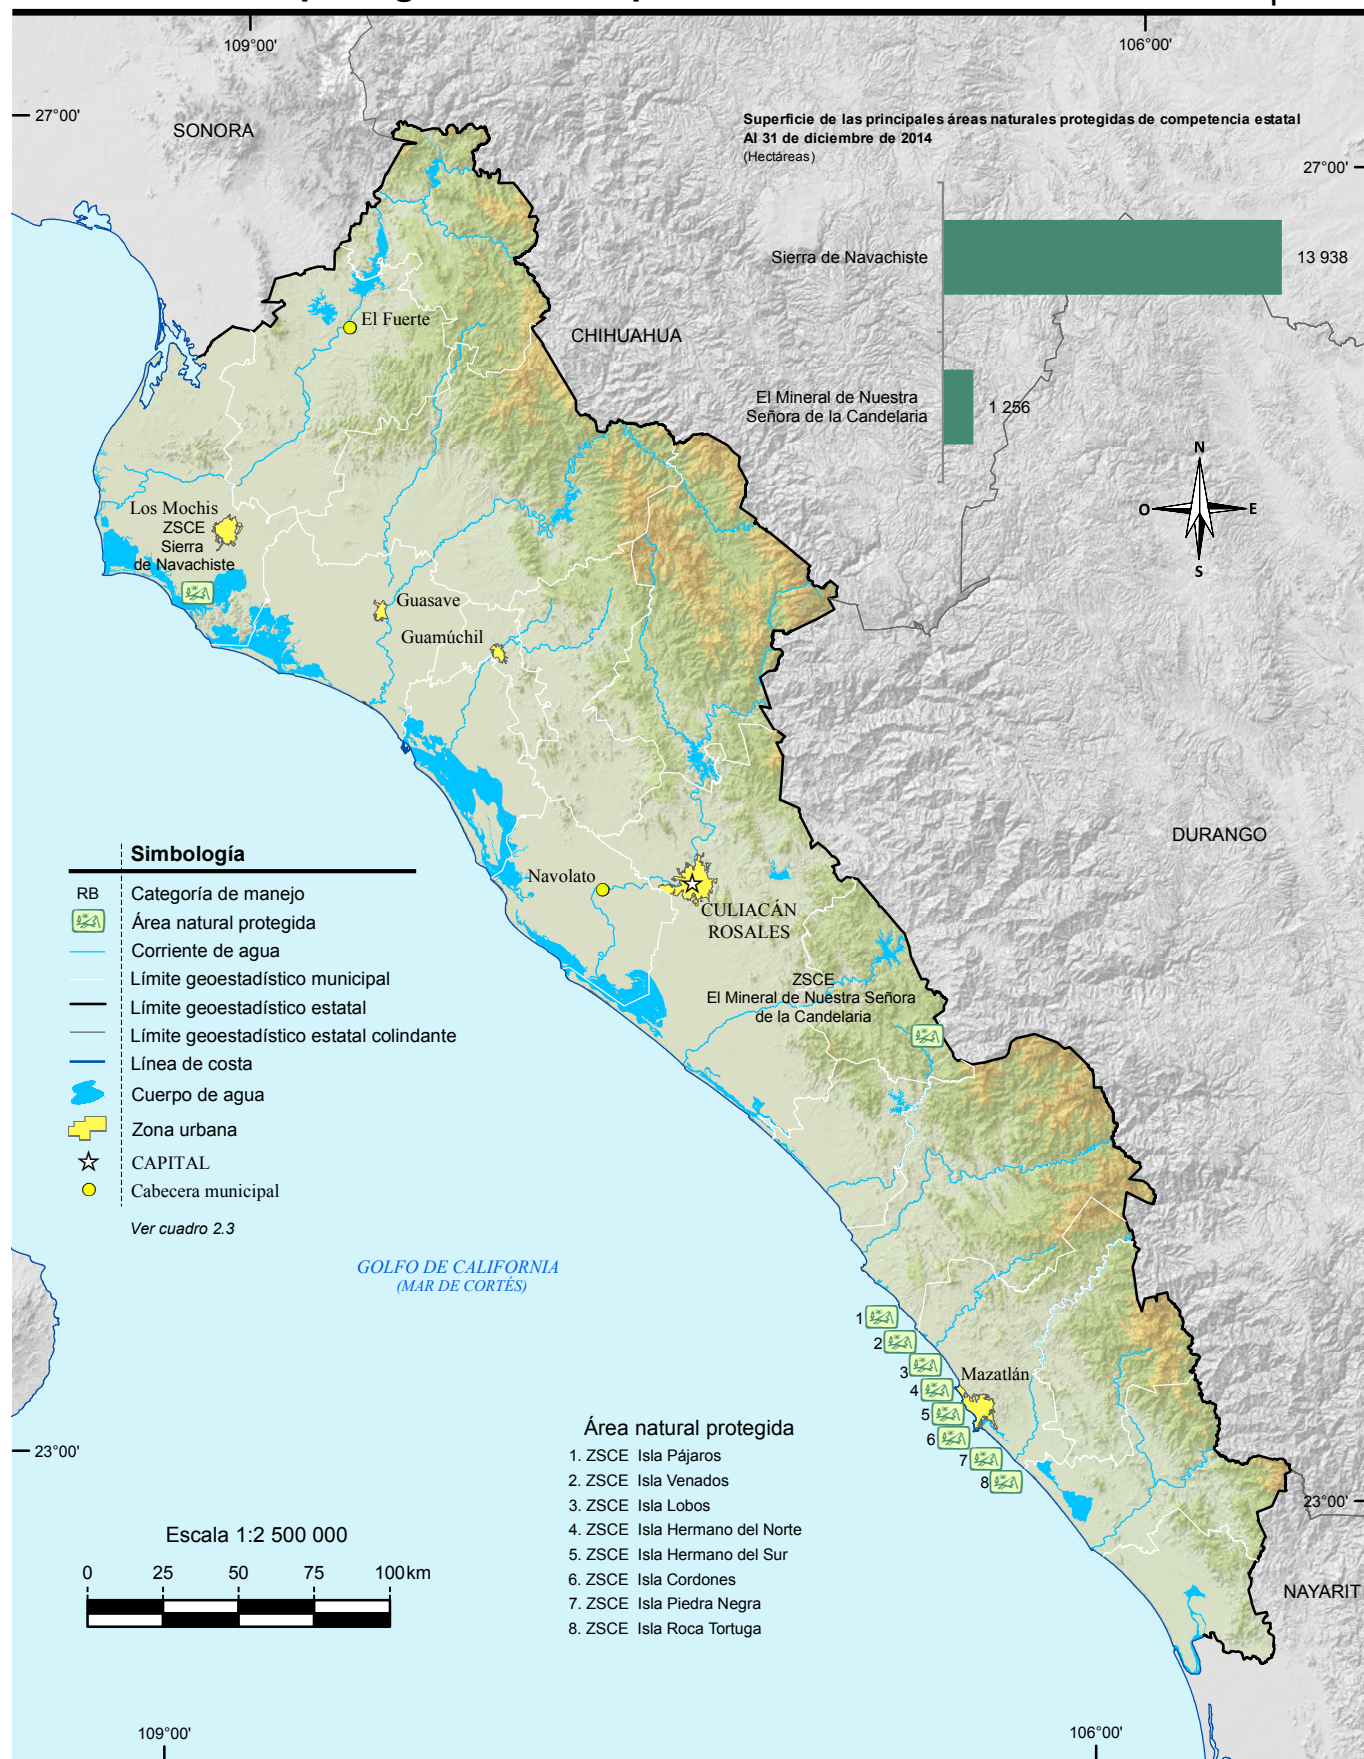 109°00'
106°00'
27°00'
SONORA
Superficie de las principales áreas naturales protegidas de competencia estatal
Al 31 de diciembre de 2014
(Hectáreas)
27°00'
Sierra de Navachiste
13 938
El Fuerte
CHIHUAHUA
El Mineral de Nuestra
Señora de la Candelaria
1 256
N
O
E
S
Los Mochis
ZSCE
Sierra
de Navachiste
Guasave
Guamúchil
DURANGO
Simbología
RB Categoría de manejo
Área natural protegida
Corriente de agua
Límite geoestadístico municipal
Límite geoestadístico estatal
Límite geoestadístico estatal colindante
Línea de costa
Cuerpo de agua
Zona urbana
CAPITAL
Cabecera municipal
Ver cuadro 2.3
Navolato
CULIACÁN
ROSALES
ZSCE
El Mineral de Nuestra Señora
de la Candelaria
GOLFO DE CALIFORNIA
(MAR DE CORTÉS)
1
2
3
4
5
6
7
8
Mazatlán
23°00'
Área natural protegida
1. ZSCE Isla Pájaros
2. ZSCE Isla Venados
3. ZSCE Isla Lobos
4. ZSCE Isla Hermano del Norte
5. ZSCE Isla Hermano del Sur
6. ZSCE Isla Cordones
7. ZSCE Isla Piedra Negra
8. ZSCE Isla Roca Tortuga
23°00'
NAYARIT
Escala 1:2 500 000
0 25 50 75 100 km
109°00'
106°00'